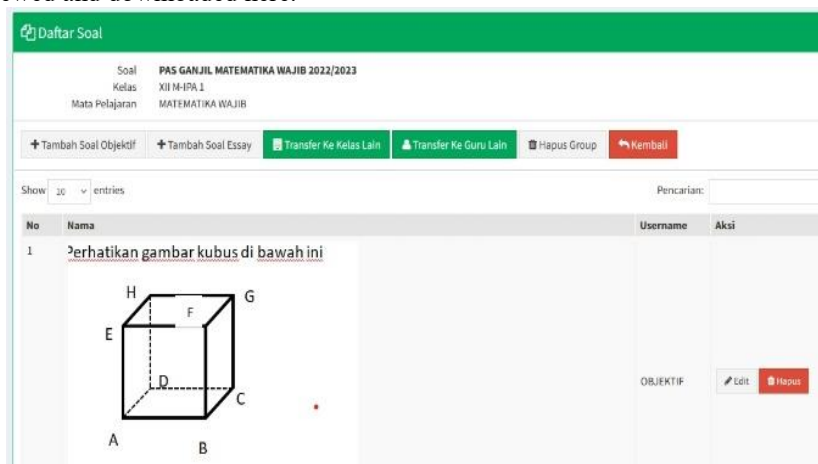 Daftar Soal
Soal PAS GANJIL MATEMATIKA WAJIB 2022/2023
Kelas XII M-IPA 1
Mata Pelajaran MATEMATIKA WAJIB
Tambah Soal Objektif Tambah Soal Essay Transfer Ke Kelas Lain Transfer Ke Guru Lain Hapus Group Kembali
Show 10 entries Pencarian:
No Nama Username Aksi
1 Perhatikan gambar kubus di bawah ini
H G
F
E
D
C
OBJEKTIF Edit Hapus
A
B